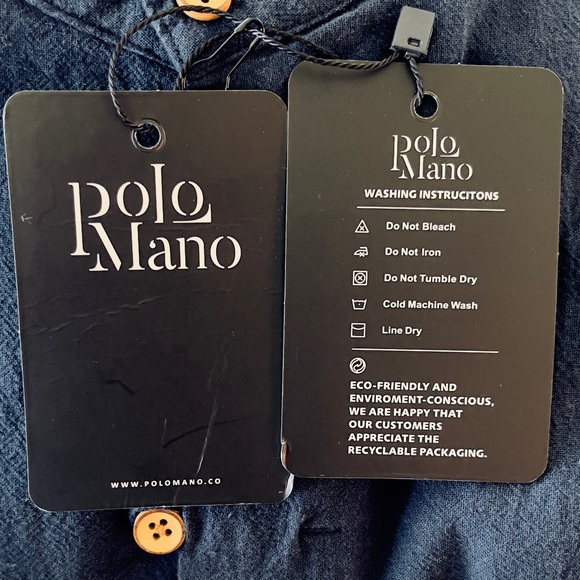 Polo
Mano
WWW.POLOMANO.CO
Polo
Mano
WASHING INSTRUCITONS
Do Not Bleach
Do Not Iron
Do Not Tumble Dry
Cold Machine Wash
Line Dry
ECO-FRIENDLY AND
ENVIROMENT-CONSCIOUS,
WE ARE HAPPY THAT
OUR CUSTOMERS
APPRECIATE THE
RECYCLABLE PACKAGING.